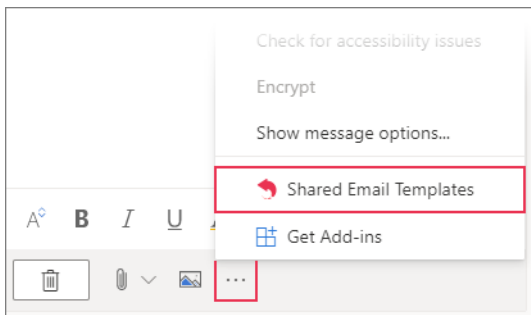 Check for accessibility issues
Encrypt
Show message options...
Shared Email Templates
Get Add-ins
A B I U
...